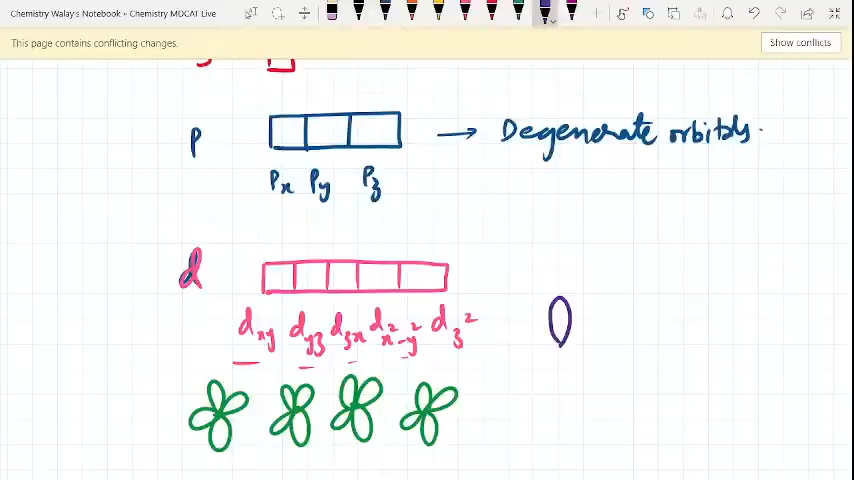 Chemistry Walay's Notebook » Chemistry MDCAT Live
This page contains conflicting changes.
Show conflicts
p → Degenerate orbitals.
Px Py Pz
d
dxy dyz dzx dx²-y² dz²